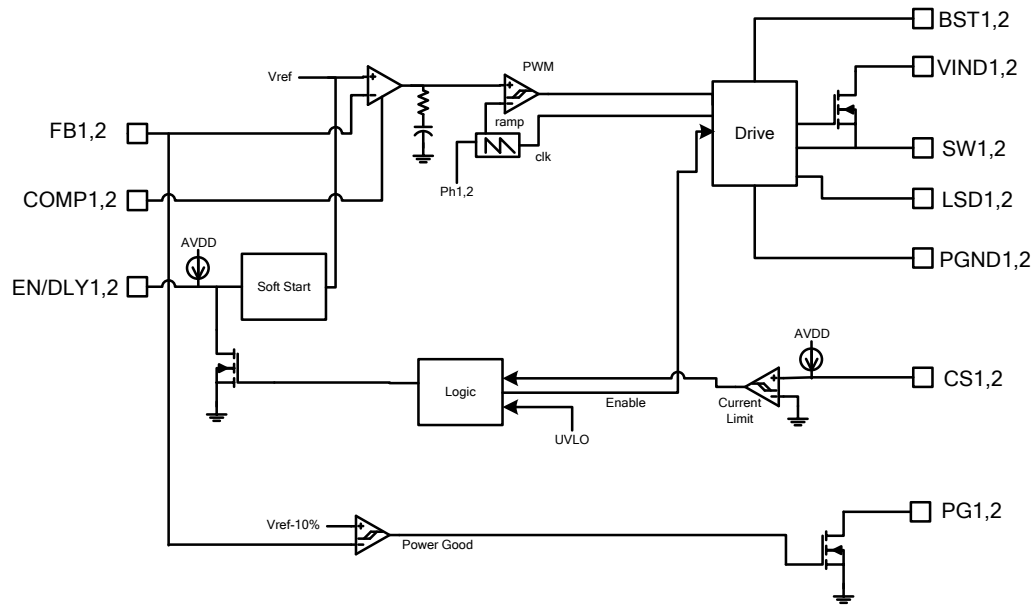 BST1,2
VIND1,2
PWM
Vref
+
+
−
−
FB1,2
ramp
Drive
SW1,2
clk
Ph1,2
COMP1,2
LSD1,2
AVDD
PGND1,2
EN/DLY1,2
Soft Start
AVDD
+
CS1,2
Logic
−
Enable
Current
Limit
UVLO
PG1,2
Vref-10%
+
−
Power Good